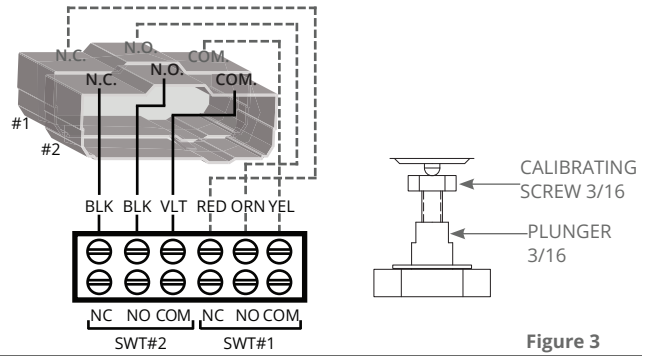 N.C. N.O. COM.
N.C. N.O. COM.
#1
#2
BLK BLK VLT RED ORN YEL
NC NO COM NC NO COM
SWT#2 SWT#1
CALIBRATING
SCREW 3/16
PLUNGER
3/16
Figure 3